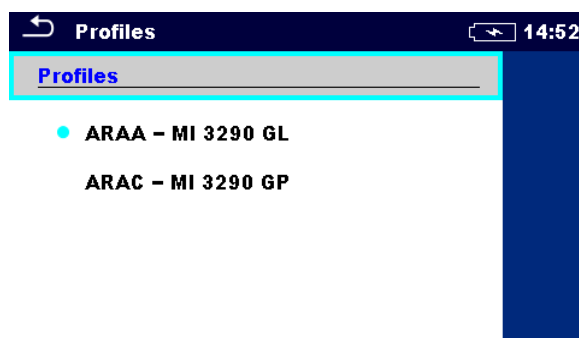 Profiles 14:52
Profiles
ARAA – MI 3290 GL
ARAC – MI 3290 GP